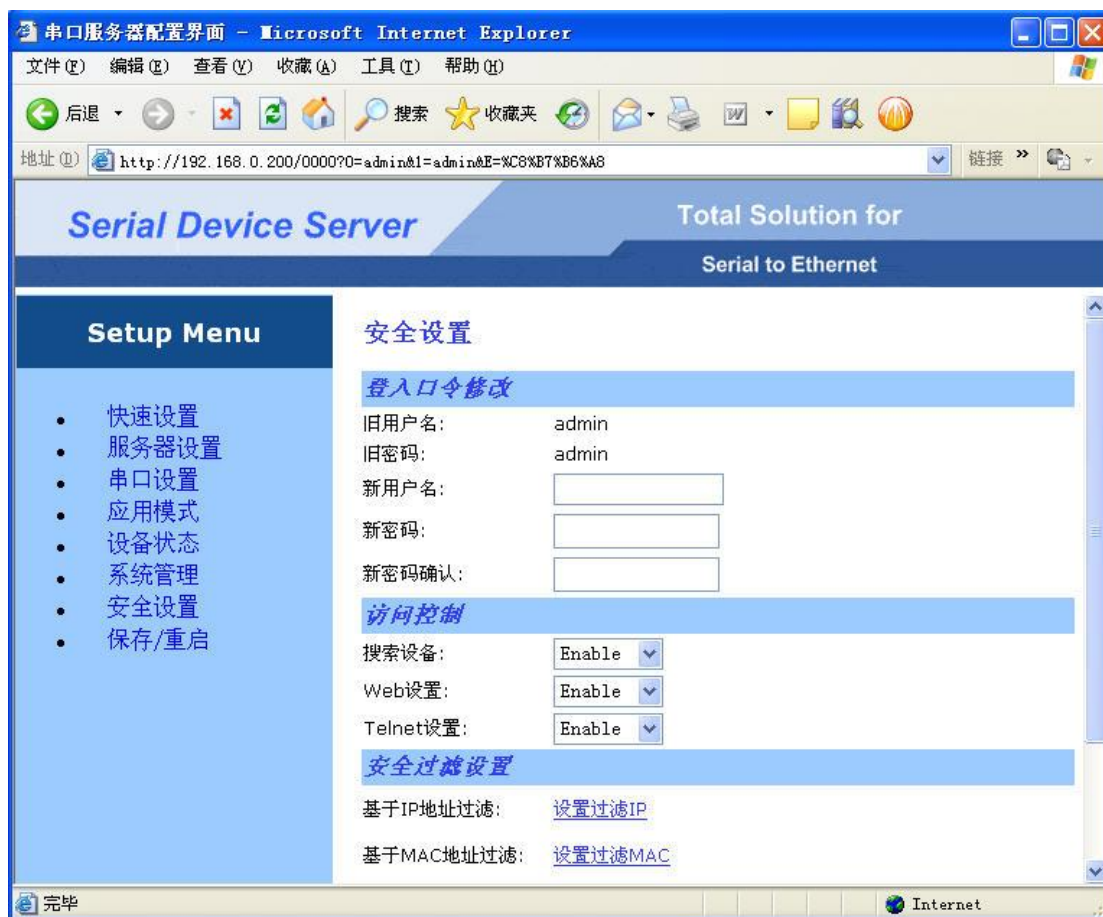 串口服务器配置界面 - Microsoft Internet Explorer
文件(F) 编辑(E) 查看(V) 收藏(A) 工具(T) 帮助(H)
后退 搜索 收藏夹
地址(D) http://192.168.0.200/0000?0=admin&1=admin&E=%C8%B7%B6%A8 链接 »
Serial Device Server
Total Solution for
Serial to Ethernet
Setup Menu
快速设置
服务器设置
串口设置
应用模式
设备状态
系统管理
安全设置
保存/重启
安全设置
登入口令修改
旧用户名: admin
旧密码: admin
新用户名:
新密码:
新密码确认:
访问控制
搜索设备: Enable
Web设置: Enable
Telnet设置: Enable
安全过滤设置
基于IP地址过滤: 设置过滤IP
基于MAC地址过滤: 设置过滤MAC
完毕 Internet